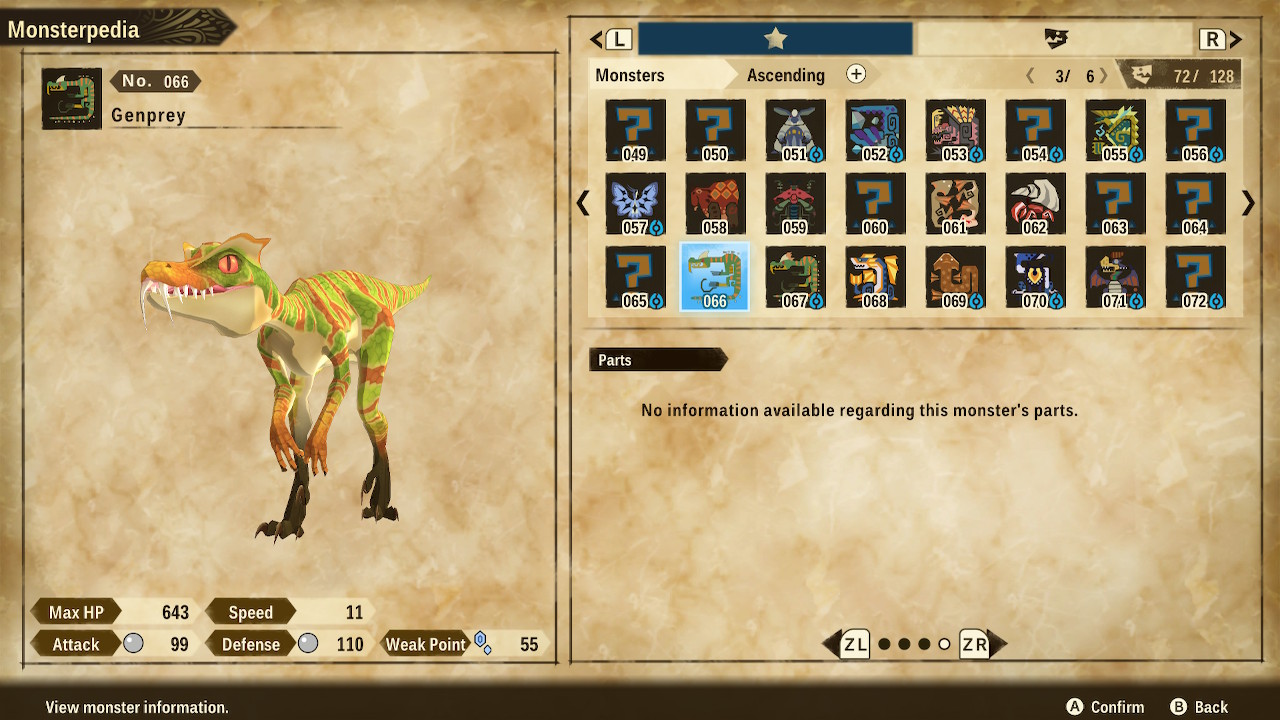 Monsterpedia
No. 066
Genprey
Max HP 643 Speed 11
Attack 99 Defense 110 Weak Point 55
L R
Monsters Ascending 3/ 6 72/ 128
049 050 051 052 053 054 055 056
057 058 059 060 061 062 063 064
065 066 067 068 069 070 071 072
Parts
No information available regarding this monster's parts.
ZL ZR
View monster information. A Confirm B Back